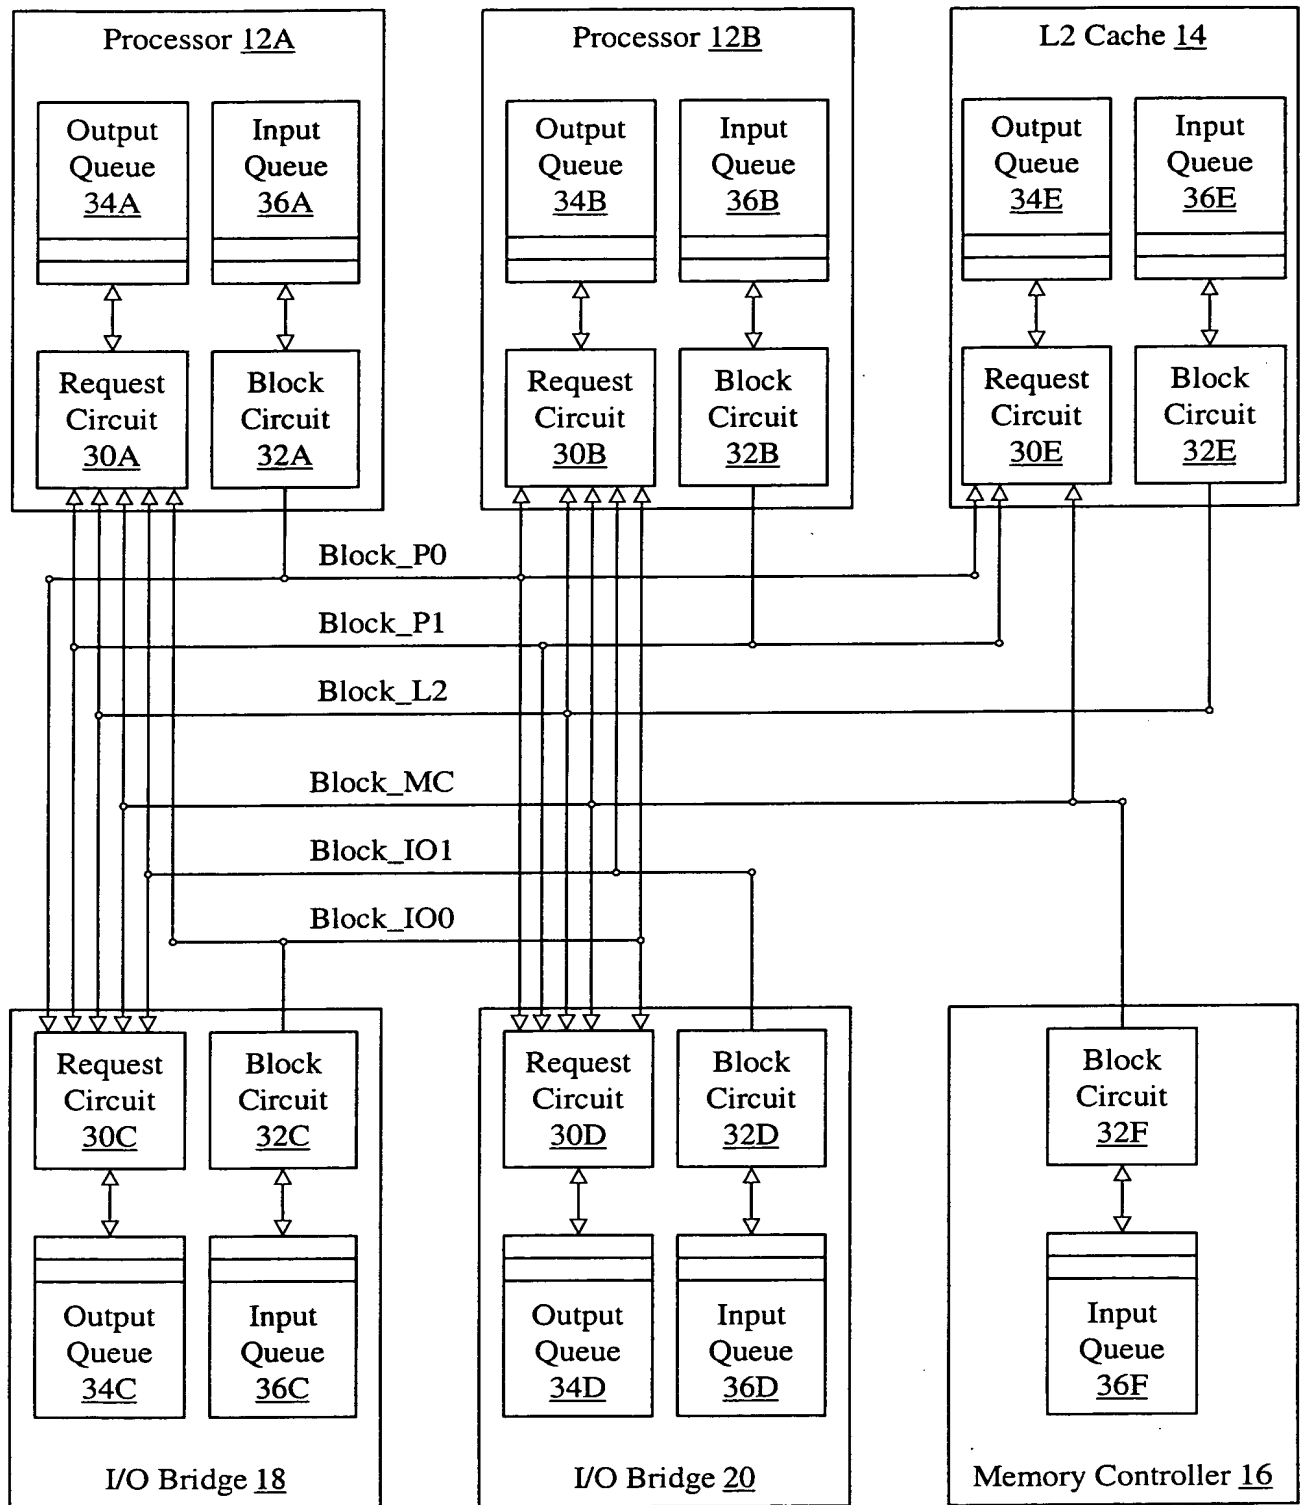 Processor 12A
Output
Queue
34A
Input
Queue
36A
Request
Circuit
30A
Block
Circuit
32A
Processor 12B
Output
Queue
34B
Input
Queue
36B
Request
Circuit
30B
Block
Circuit
32B
L2 Cache 14
Output
Queue
34E
Input
Queue
36E
Request
Circuit
30E
Block
Circuit
32E
Block_P0
Block_P1
Block_L2
Block_MC
Block_IO1
Block_IO0
Request
Circuit
30C
Block
Circuit
32C
Output
Queue
34C
Input
Queue
36C
I/O Bridge 18
Request
Circuit
30D
Block
Circuit
32D
Output
Queue
34D
Input
Queue
36D
I/O Bridge 20
Block
Circuit
32F
Input
Queue
36F
Memory Controller 16